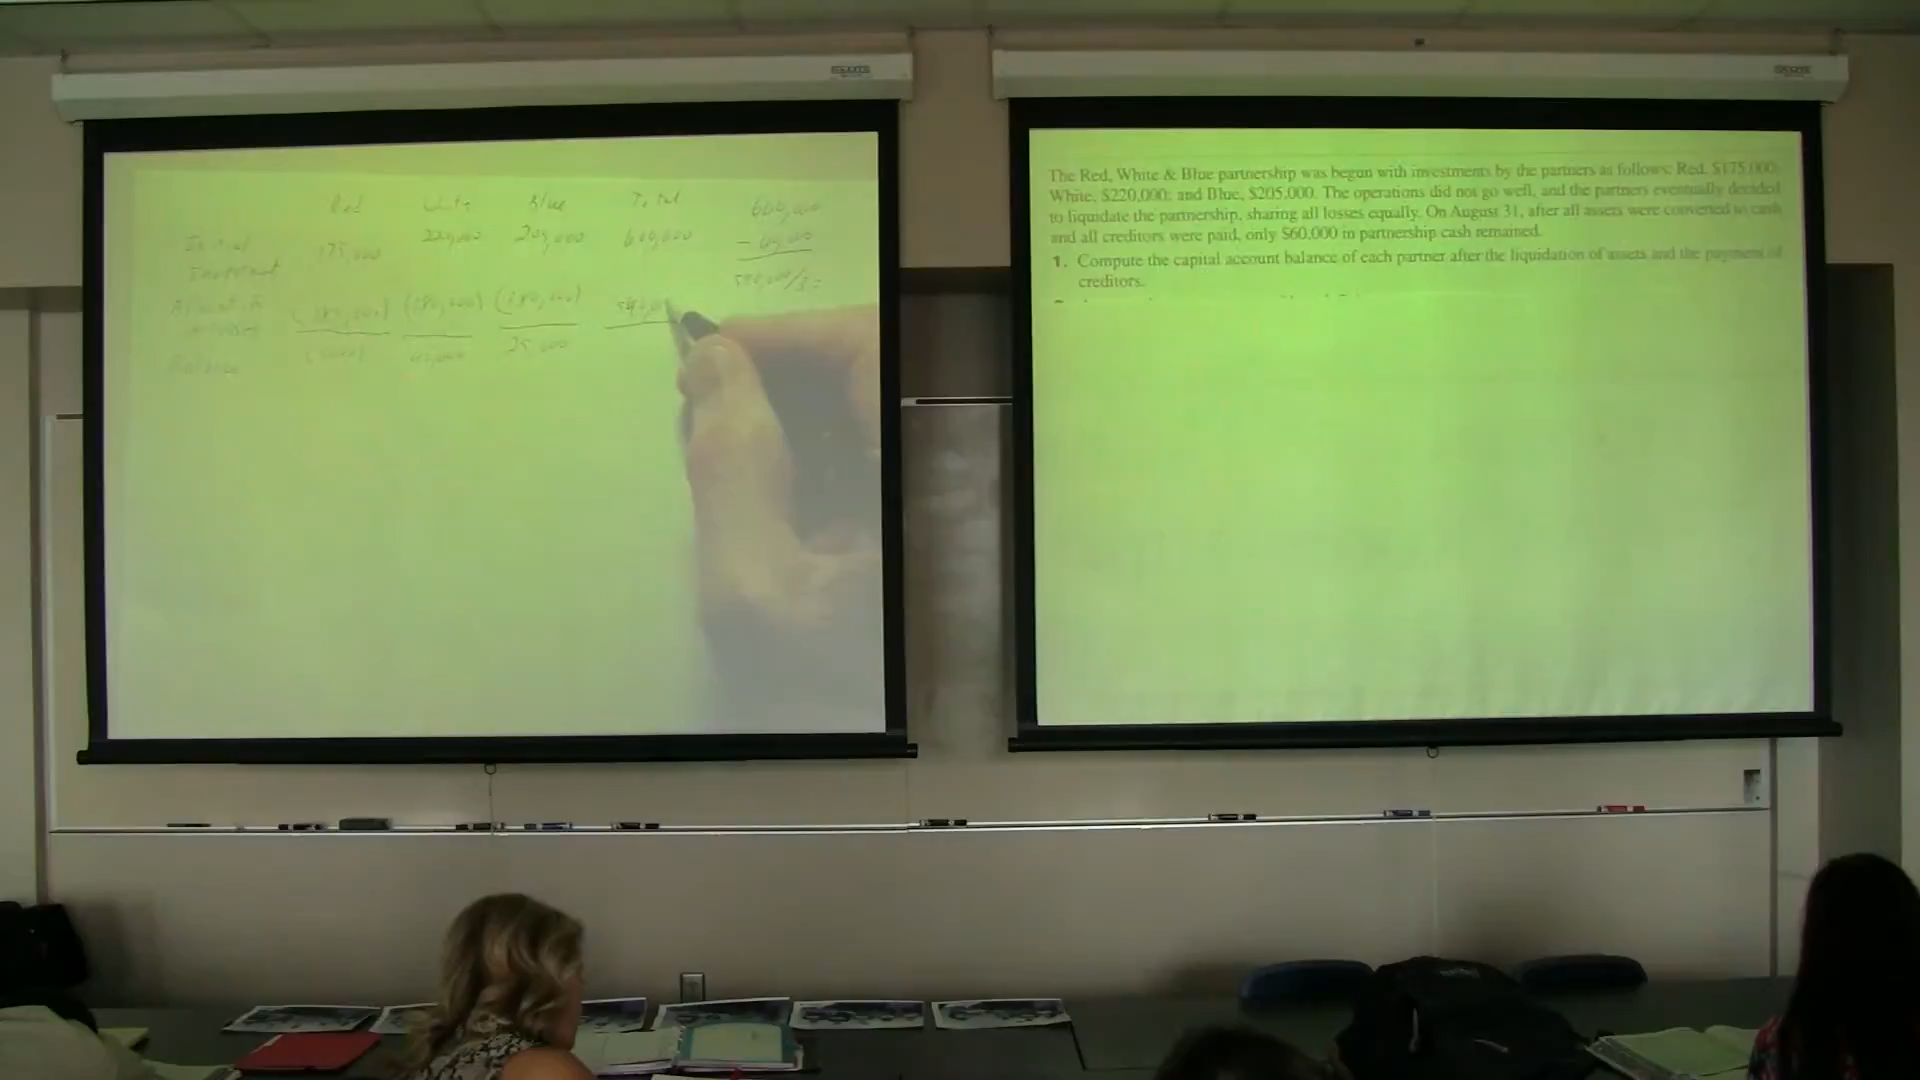 Red White Blue Total 600,000
Initial 175,000 220,000 205,000 600,000 - 60,000
Investment 540,000/3=
Allocation (180,000) (180,000) (180,000)
of losses
Balance (5000) 40,000 25,000
The Red, White & Blue partnership was begun with investments by the partners as follows: Red, $175,000;
White, $220,000; and Blue, $205,000. The operations did not go well, and the partners eventually decided
to liquidate the partnership, sharing all losses equally. On August 31, after all assets were converted to cash
and all creditors were paid, only $60,000 in partnership cash remained.
1. Compute the capital account balance of each partner after the liquidation of assets and the payment of
creditors.